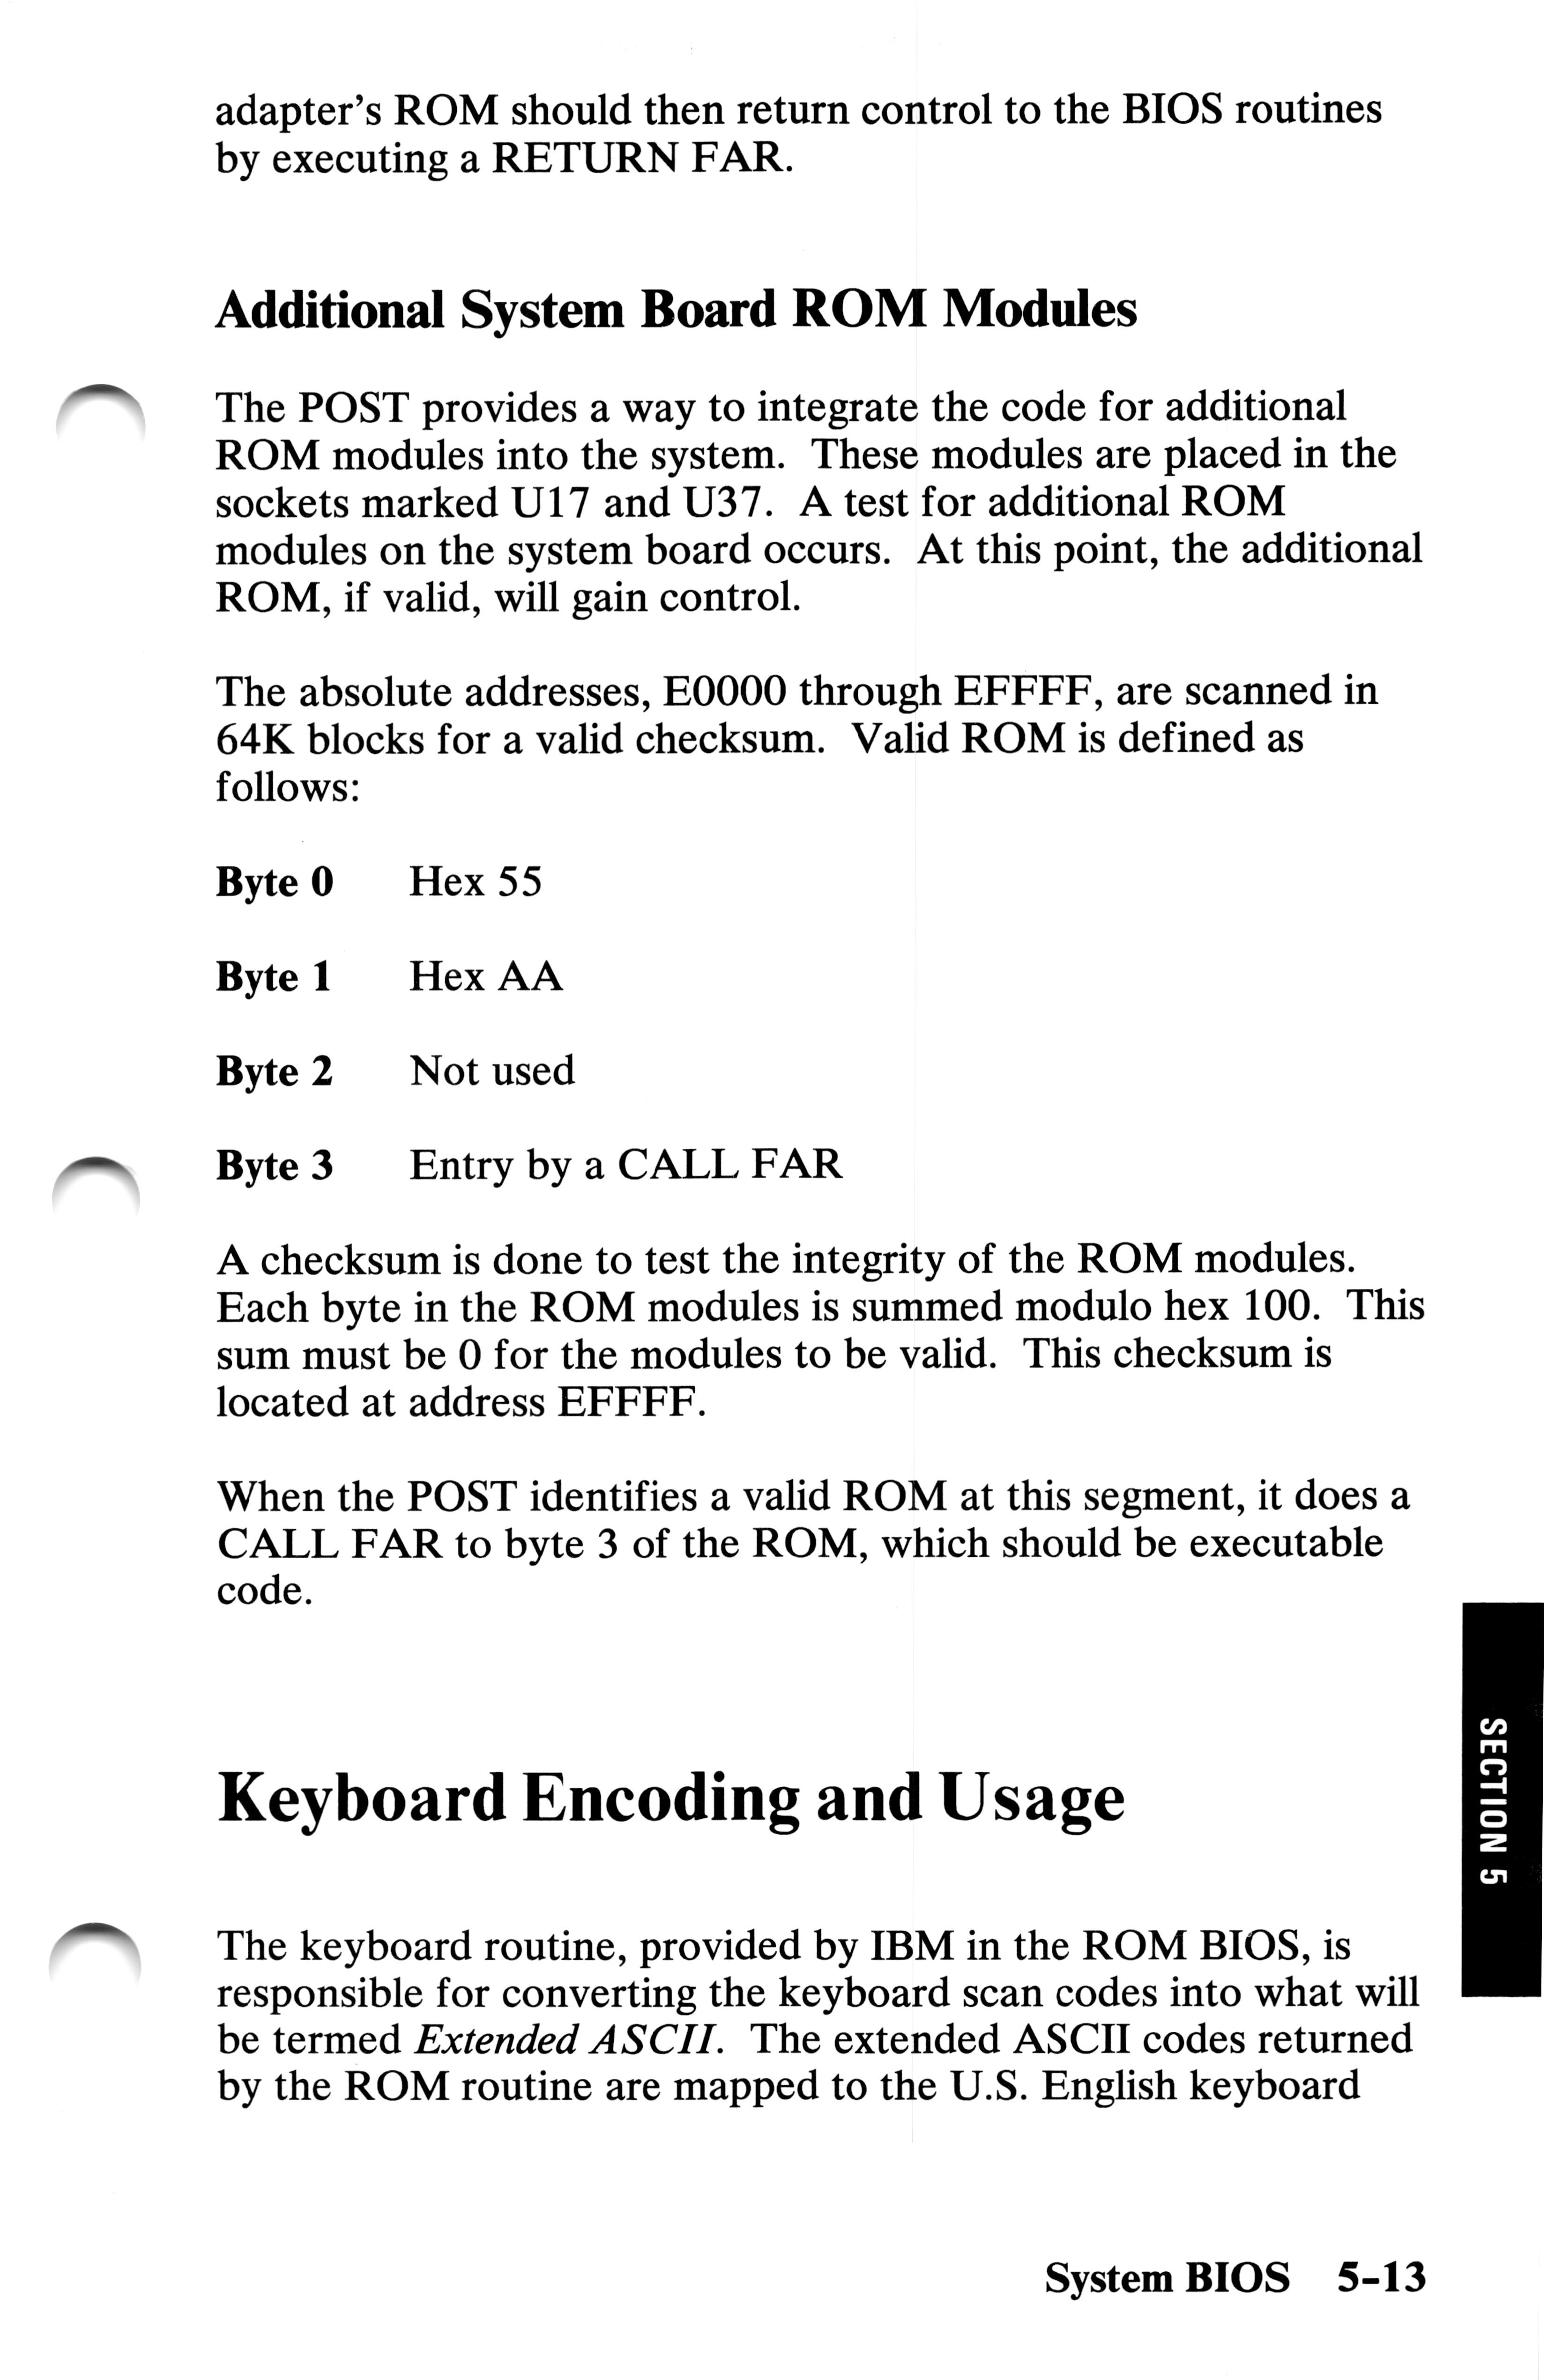 adapter’s ROM should then return control to the BIOS routines
by executing a RETURN FAR.
Additional System Board ROM Modules
The POST provides a way to integrate the code for additional
ROM modules into the system. These modules are placed in the
sockets marked U17 and U37. A test for additional ROM
modules on the system board occurs. At this point, the additional
ROM, if valid, will gain control.
The absolute addresses, E0000 through EFFFF, are scanned in
64K blocks for a valid checksum. Valid ROM is defined as
follows:
Byte 0 Hex 55
Byte 1 Hex AA
Byte 2 Not used
Byte 3 Entry by a CALL FAR
A checksum is done to test the integrity of the ROM modules.
Each byte in the ROM modules is summed modulo hex 100. This
sum must be 0 for the modules to be valid. This checksum is
located at address EFFFF.
When the POST identifies a valid ROM at this segment, it does a
CALL FAR to byte 3 of the ROM, which should be executable
code.
Keyboard Encoding and Usage
The keyboard routine, provided by IBM in the ROM BIOS, is
responsible for converting the keyboard scan codes into what will
be termed Extended ASCII. The extended ASCII codes returned
by the ROM routine are mapped to the U.S. English keyboard
SECTION 5
System BIOS 5-13